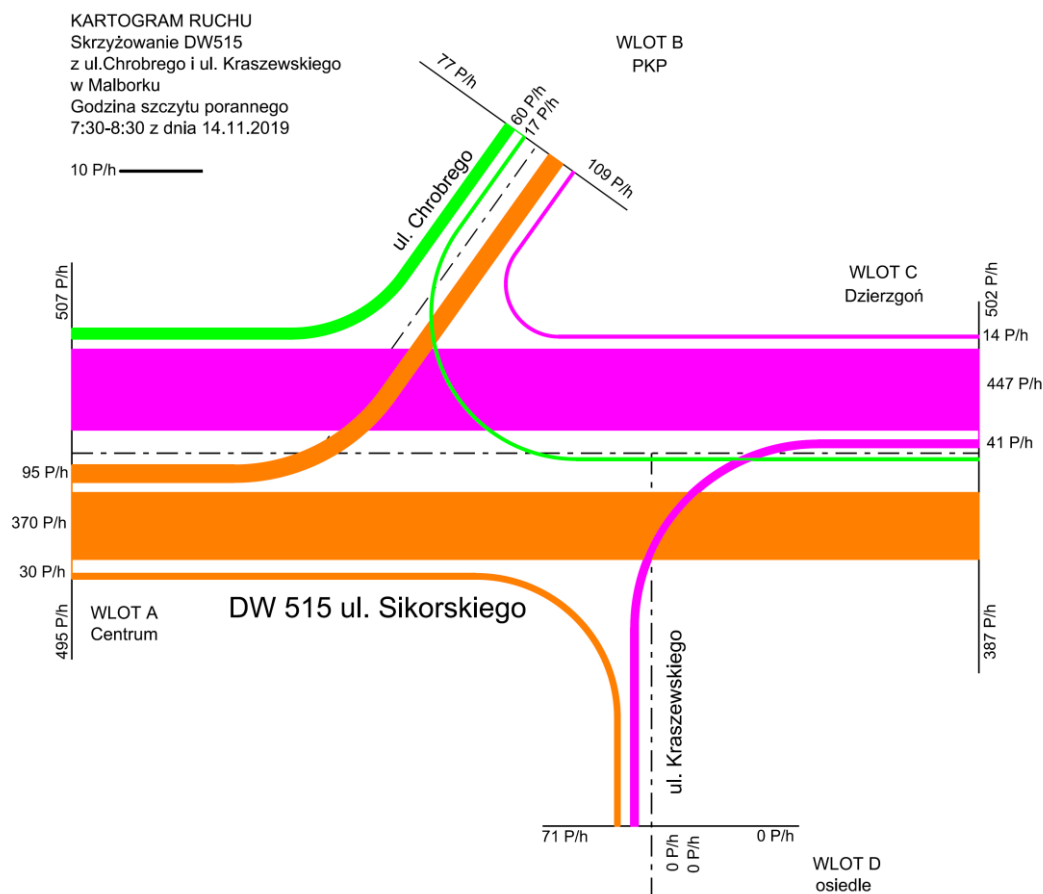 KARTOGRAM RUCHU
Skrzyżowanie DW515
z ul.Chrobrego i ul. Kraszewskiego
w Malborku
Godzina szczytu porannego
7:30-8:30 z dnia 14.11.2019
10 P/h
WLOT B
PKP
77 P/h
60 P/h
17 P/h
109 P/h
ul. Chrobrego
WLOT C
Dzierzgoń
507 P/h
502 P/h
14 P/h
447 P/h
41 P/h
95 P/h
370 P/h
30 P/h
WLOT A
Centrum
495 P/h
DW 515 ul. Sikorskiego
387 P/h
ul. Kraszewskiego
71 P/h
0 P/h
0 P/h
0 P/h
WLOT D
osiedle